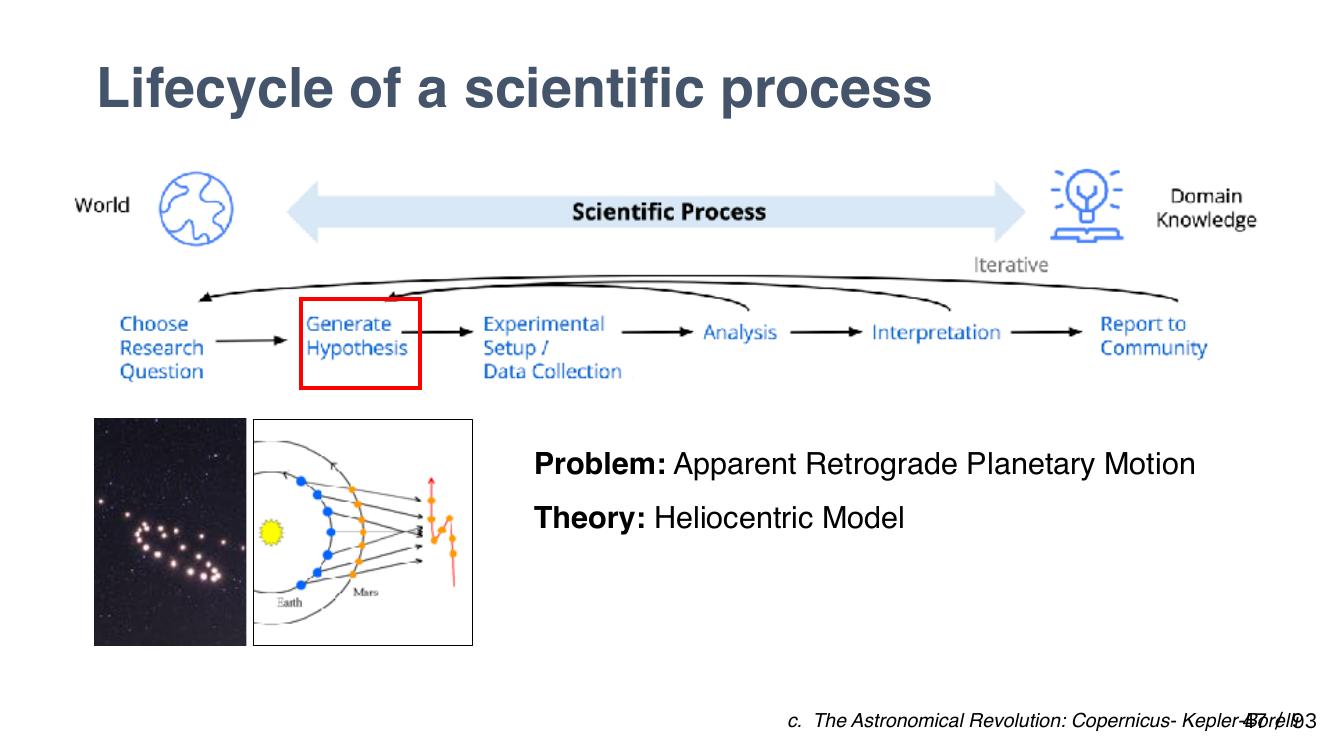 Lifecycle of a scientific process
World
Scientific Process
Domain
Knowledge
Iterative
Choose
Research
Question
Generate
Hypothesis
Experimental
Setup /
Data Collection
Analysis
Interpretation
Report to
Community
Earth
Mars
Problem: Apparent Retrograde Planetary Motion
Theory: Heliocentric Model
c. The Astronomical Revolution: Copernicus- Kepler-Borelli
47 / 93